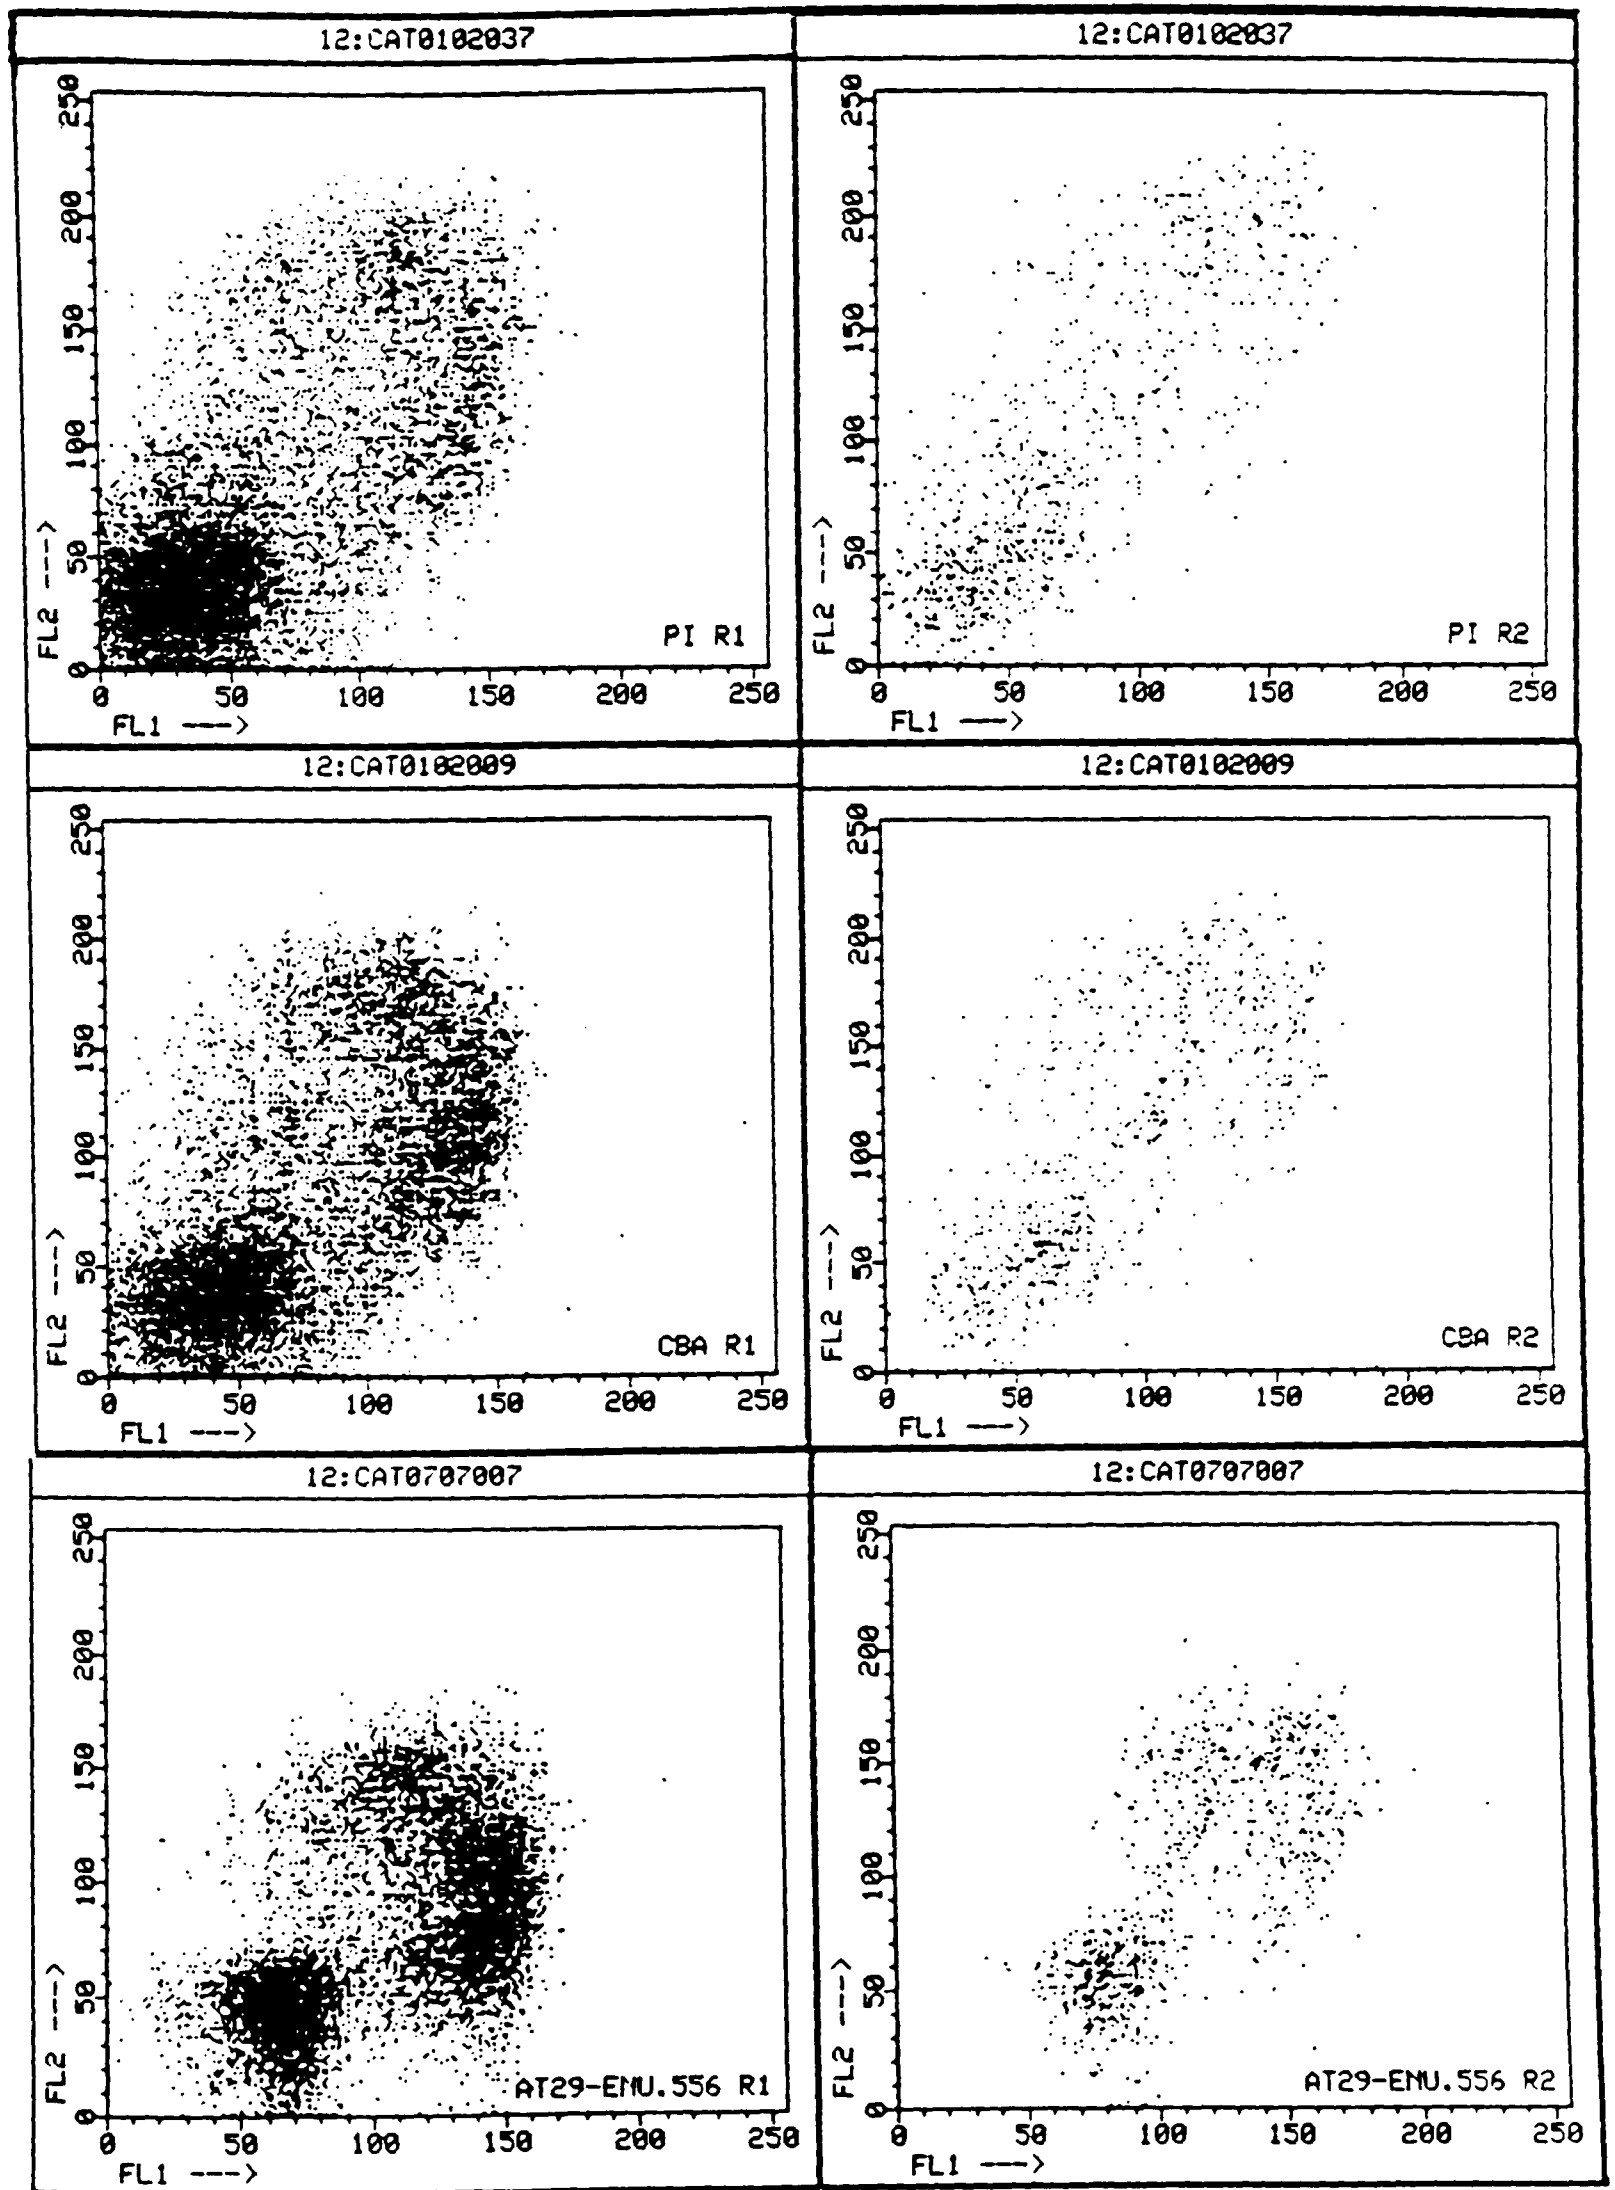 12:CAT0102037
250
200
150
100
50
0
FL2 --->
PI R1
0 50 100 150 200 250
FL1 --->
12:CAT0102037
250
200
150
100
50
0
FL2 --->
PI R2
0 50 100 150 200 250
FL1 --->
12:CAT0102009
250
200
150
100
50
0
FL2 --->
CBA R1
0 50 100 150 200 250
FL1 --->
12:CAT0102009
250
200
150
100
50
0
FL2 --->
CBA R2
0 50 100 150 200 250
FL1 --->
12:CAT0707007
250
200
150
100
50
0
FL2 --->
AT29-EMU.556 R1
0 50 100 150 200 250
FL1 --->
12:CAT0707007
250
200
150
100
50
0
FL2 --->
AT29-EMU.556 R2
0 50 100 150 200 250
FL1 --->